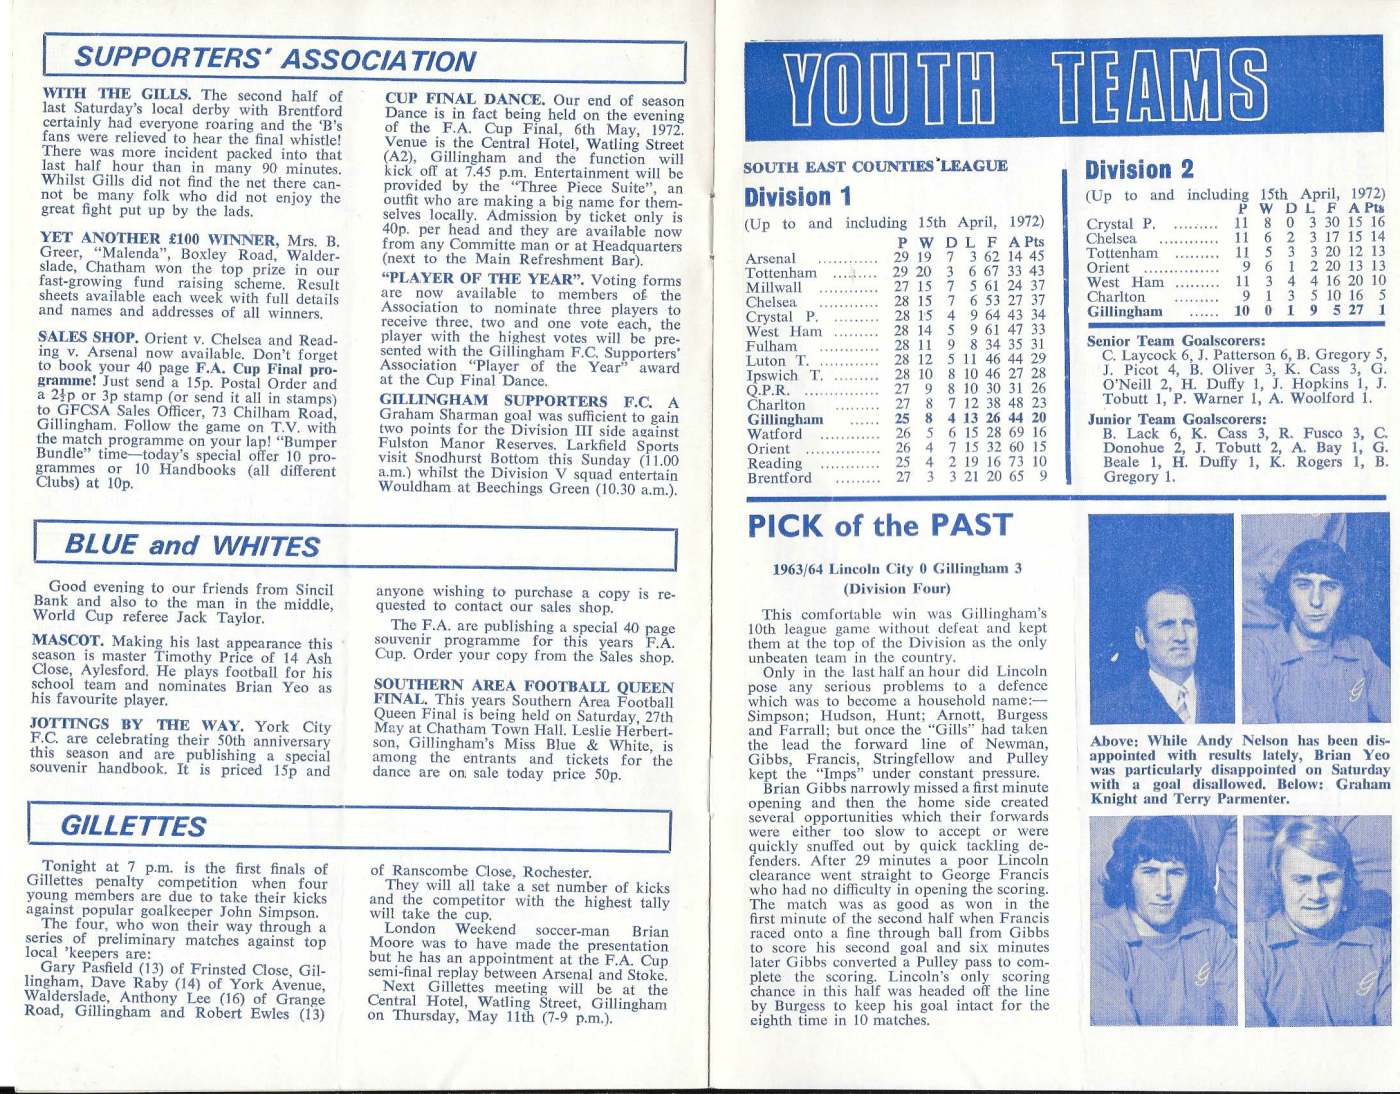 SUPPORTERS' ASSOCIATION
WITH THE GILLS. The second half of
last Saturday's local derby with Brentford
certainly had everyone roaring and the 'B's
fans were relieved to hear the final whistle!
There was more incident packed into that
last half hour than in many 90 minutes.
Whilst Gills did not find the net there can-
not be many folk who did not enjoy the
great fight put up by the lads.
YET ANOTHER £100 WINNER, Mrs. B.
Greer, "Malenda", Boxley Road, Walder-
slade, Chatham won the top prize in our
fast-growing fund raising scheme. Result
sheets available each week with full details
and names and addresses of all winners.
SALES SHOP. Orient v. Chelsea and Read-
ing v. Arsenal now available. Don't forget
to book your 40 page F.A. Cup Final pro-
gramme! Just send a 15p. Postal Order and
a 2½p or 3p stamp (or send it all in stamps)
to GFCSA Sales Officer, 73 Chilham Road,
Gillingham. Follow the game on T.V. with
the match programme on your lap! "Bumper
Bundle" time—today's special offer 10 pro-
grammes or 10 Handbooks (all different
Clubs) at 10p.
CUP FINAL DANCE. Our end of season
Dance is in fact being held on the evening
of the F.A. Cup Final, 6th May, 1972.
Venue is the Central Hotel, Watling Street
(A2), Gillingham and the function will
kick off at 7.45 p.m. Entertainment will be
provided by the "Three Piece Suite", an
outfit who are making a big name for them-
selves locally. Admission by ticket only is
40p. per head and they are available now
from any Committe man or at Headquarters
(next to the Main Refreshment Bar).
"PLAYER OF THE YEAR". Voting forms
are now available to members of the
Association to nominate three players to
receive three, two and one vote each, the
player with the highest votes will be pre-
sented with the Gillingham F.C. Supporters'
Association "Player of the Year" award
at the Cup Final Dance.
GILLINGHAM SUPPORTERS F.C. A
Graham Sharman goal was sufficient to gain
two points for the Division III side against
Fulston Manor Reserves. Larkfield Sports
visit Snodhurst Bottom this Sunday (11.00
a.m.) whilst the Division V squad entertain
Wouldham at Beechings Green (10.30 a.m.).
BLUE and WHITES
Good evening to our friends from Sincil
Bank and also to the man in the middle,
World Cup referee Jack Taylor.
MASCOT. Making his last appearance this
season is master Timothy Price of 14 Ash
Close, Aylesford. He plays football for his
school team and nominates Brian Yeo as
his favourite player.
JOTTINGS BY THE WAY. York City
F.C. are celebrating their 50th anniversary
this season and are publishing a special
souvenir handbook. It is priced 15p and
anyone wishing to purchase a copy is re-
quested to contact our sales shop.
The F.A. are publishing a special 40 page
souvenir programme for this years F.A.
Cup. Order your copy from the Sales shop.
SOUTHERN AREA FOOTBALL QUEEN
FINAL. This years Southern Area Football
Queen Final is being held on Saturday, 27th
May at Chatham Town Hall. Leslie Herbert-
son, Gillingham's Miss Blue & White, is
among the entrants and tickets for the
dance are on sale today price 50p.
GILLETTES
Tonight at 7 p.m. is the first finals of
Gillettes penalty competition when four
young members are due to take their kicks
against popular goalkeeper John Simpson.
The four, who won their way through a
series of preliminary matches against top
local 'keepers are:
Gary Pasfield (13) of Frinsted Close, Gil-
lingham, Dave Raby (14) of York Avenue,
Walderslade, Anthony Lee (16) of Grange
Road, Gillingham and Robert Ewles (13)
of Ranscombe Close, Rochester.
They will all take a set number of kicks
and the competitor with the highest tally
will take the cup.
London Weekend soccer-man Brian
Moore was to have made the presentation
but he has an appointment at the F.A. Cup
semi-final replay between Arsenal and Stoke.
Next Gillettes meeting will be at the
Central Hotel, Watling Street, Gillingham
on Thursday, May 11th (7-9 p.m.).
YOUTH TEAMS
SOUTH EAST COUNTIES' LEAGUE
Division 1
(Up to and including 15th April, 1972)
P W D L F A Pts
Arsenal ............ 29 19 7 3 62 14 45
Tottenham ......... 29 20 3 6 67 33 43
Millwall ............ 27 15 7 5 61 24 37
Chelsea ............ 28 15 7 6 53 27 37
Crystal P. ......... 28 15 4 9 64 43 34
West Ham ......... 28 14 5 9 61 47 33
Fulham ............ 28 11 9 8 34 35 31
Luton T. ............ 28 12 5 11 46 44 29
Ipswich T. ......... 28 10 8 10 46 27 28
Q.P.R. ............ 27 9 8 10 30 31 26
Charlton ......... 27 8 7 12 38 48 23
Gillingham ...... 25 8 4 13 26 44 20
Watford ............ 26 5 6 15 28 69 16
Orient ............ 26 4 7 15 32 60 15
Reading ............ 25 4 2 19 16 73 10
Brentford ......... 27 3 3 21 20 65 9
Division 2
(Up to and including 15th April, 1972)
P W D L F A Pts
Crystal P. ......... 11 8 0 3 30 15 16
Chelsea ............ 11 6 2 3 17 15 14
Tottenham ......... 11 5 3 3 20 12 13
Orient ............... 9 6 1 2 20 13 13
West Ham ......... 11 3 4 4 16 20 10
Charlton ......... 9 1 3 5 10 16 5
Gillingham ...... 10 0 1 9 5 27 1
Senior Team Goalscorers:
C. Laycock 6, J. Patterson 6, B. Gregory 5,
J. Picot 4, B. Oliver 3, K. Cass 3, G.
O'Neill 2, H. Duffy 1, J. Hopkins 1, J.
Tobutt 1, P. Warner 1, A. Woolford 1.
Junior Team Goalscorers:
B. Lack 6, K. Cass 3, R. Fusco 3, C.
Donohue 2, J. Tobutt 2, A. Bay 1, G.
Beale 1, H. Duffy 1, K. Rogers 1, B.
Gregory 1.
PICK of the PAST
1963/64 Lincoln City 0 Gillingham 3
(Division Four)
This comfortable win was Gillingham's
10th league game without defeat and kept
them at the top of the Division as the only
unbeaten team in the country.
Only in the last half an hour did Lincoln
pose any serious problems to a defence
which was to become a household name:—
Simpson; Hudson, Hunt; Arnott, Burgess
and Farrall; but once the "Gills" had taken
the lead the forward line of Newman,
Gibbs, Francis, Stringfellow and Pulley
kept the "Imps" under constant pressure.
Brian Gibbs narrowly missed a first minute
opening and then the home side created
several opportunities which their forwards
were either too slow to accept or were
quickly snuffed out by quick tackling de-
fenders. After 29 minutes a poor Lincoln
clearance went straight to George Francis
who had no difficulty in opening the scoring.
The match was as good as won in the
first minute of the second half when Francis
raced onto a fine through ball from Gibbs
to score his second goal and six minutes
later Gibbs converted a Pulley pass to com-
plete the scoring. Lincoln's only scoring
chance in this half was headed off the line
by Burgess to keep his goal intact for the
eighth time in 10 matches.
Above: While Andy Nelson has been dis-
appointed with results lately, Brian Yeo
was particularly disappointed on Saturday
with a goal disallowed. Below: Graham
Knight and Terry Parmenter.